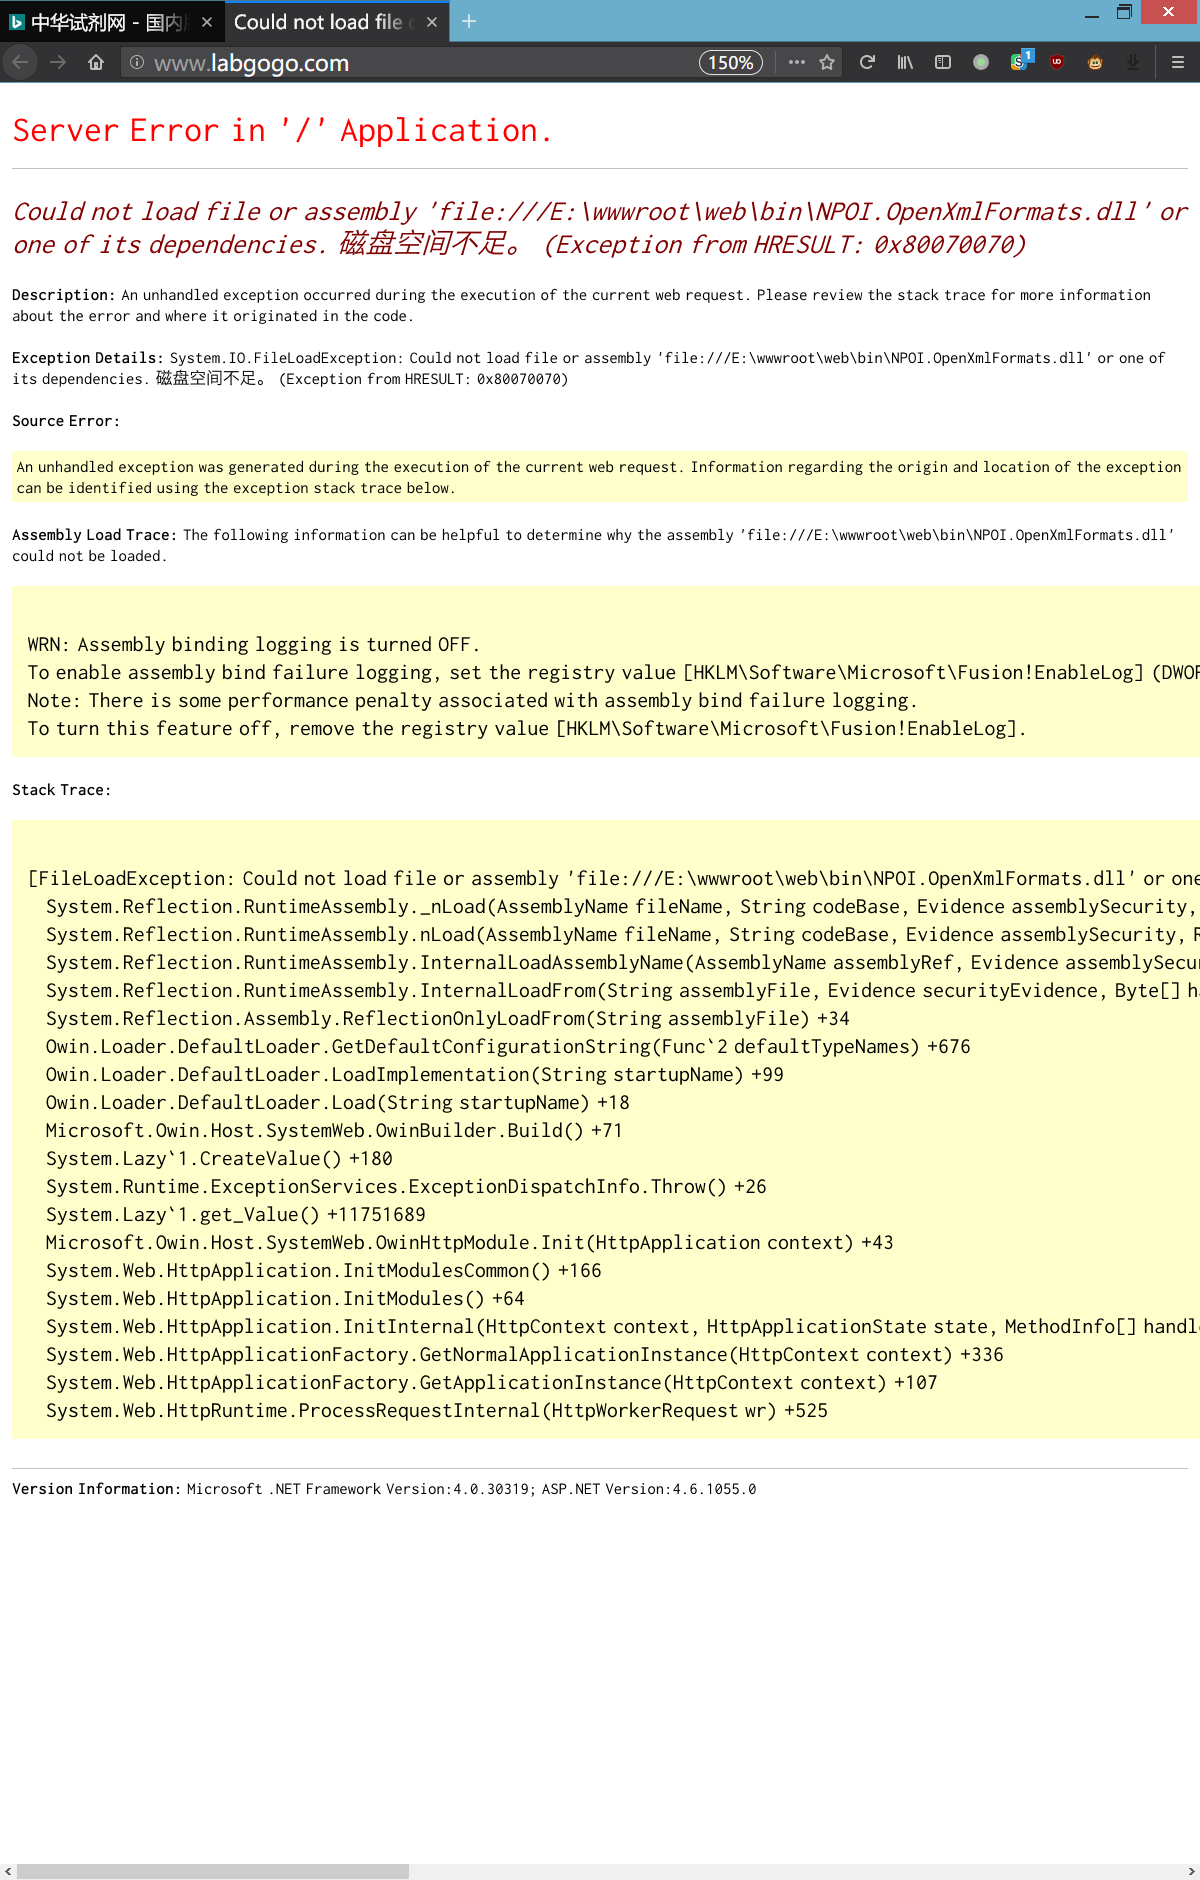 中华试剂网 - 国内
Could not load file
www.labgogo.com
150%
1
Server Error in '/' Application.
Could not load file or assembly 'file:///E:\wwwroot\web\bin\NPOI.OpenXmlFormats.dll' or
one of its dependencies. 磁盘空间不足。 (Exception from HRESULT: 0x80070070)
Description: An unhandled exception occurred during the execution of the current web request. Please review the stack trace for more information
about the error and where it originated in the code.
Exception Details: System.IO.FileLoadException: Could not load file or assembly 'file:///E:\wwwroot\web\bin\NPOI.OpenXmlFormats.dll' or one of
its dependencies. 磁盘空间不足。 (Exception from HRESULT: 0x80070070)
Source Error:
An unhandled exception was generated during the execution of the current web request. Information regarding the origin and location of the exception
can be identified using the exception stack trace below.
Assembly Load Trace: The following information can be helpful to determine why the assembly 'file:///E:\wwwroot\web\bin\NPOI.OpenXmlFormats.dll'
could not be loaded.
WRN: Assembly binding logging is turned OFF.
To enable assembly bind failure logging, set the registry value [HKLM\Software\Microsoft\Fusion!EnableLog] (DWOR
Note: There is some performance penalty associated with assembly bind failure logging.
To turn this feature off, remove the registry value [HKLM\Software\Microsoft\Fusion!EnableLog].
Stack Trace:
[FileLoadException: Could not load file or assembly 'file:///E:\wwwroot\web\bin\NPOI.OpenXmlFormats.dll' or one
System.Reflection.RuntimeAssembly._nLoad(AssemblyName fileName, String codeBase, Evidence assemblySecurity,
System.Reflection.RuntimeAssembly.nLoad(AssemblyName fileName, String codeBase, Evidence assemblySecurity, R
System.Reflection.RuntimeAssembly.InternalLoadAssemblyName(AssemblyName assemblyRef, Evidence assemblySecu
System.Reflection.RuntimeAssembly.InternalLoadFrom(String assemblyFile, Evidence securityEvidence, Byte[] ha
System.Reflection.Assembly.ReflectionOnlyLoadFrom(String assemblyFile) +34
Owin.Loader.DefaultLoader.GetDefaultConfigurationString(Func`2 defaultTypeNames) +676
Owin.Loader.DefaultLoader.LoadImplementation(String startupName) +99
Owin.Loader.DefaultLoader.Load(String startupName) +18
Microsoft.Owin.Host.SystemWeb.OwinBuilder.Build() +71
System.Lazy`1.CreateValue() +180
System.Runtime.ExceptionServices.ExceptionDispatchInfo.Throw() +26
System.Lazy`1.get_Value() +11751689
Microsoft.Owin.Host.SystemWeb.OwinHttpModule.Init(HttpApplication context) +43
System.Web.HttpApplication.InitModulesCommon() +166
System.Web.HttpApplication.InitModules() +64
System.Web.HttpApplication.InitInternal(HttpContext context, HttpApplicationState state, MethodInfo[] handl
System.Web.HttpApplicationFactory.GetNormalApplicationInstance(HttpContext context) +336
System.Web.HttpApplicationFactory.GetApplicationInstance(HttpContext context) +107
System.Web.HttpRuntime.ProcessRequestInternal(HttpWorkerRequest wr) +525
Version Information: Microsoft .NET Framework Version:4.0.30319; ASP.NET Version:4.6.1055.0